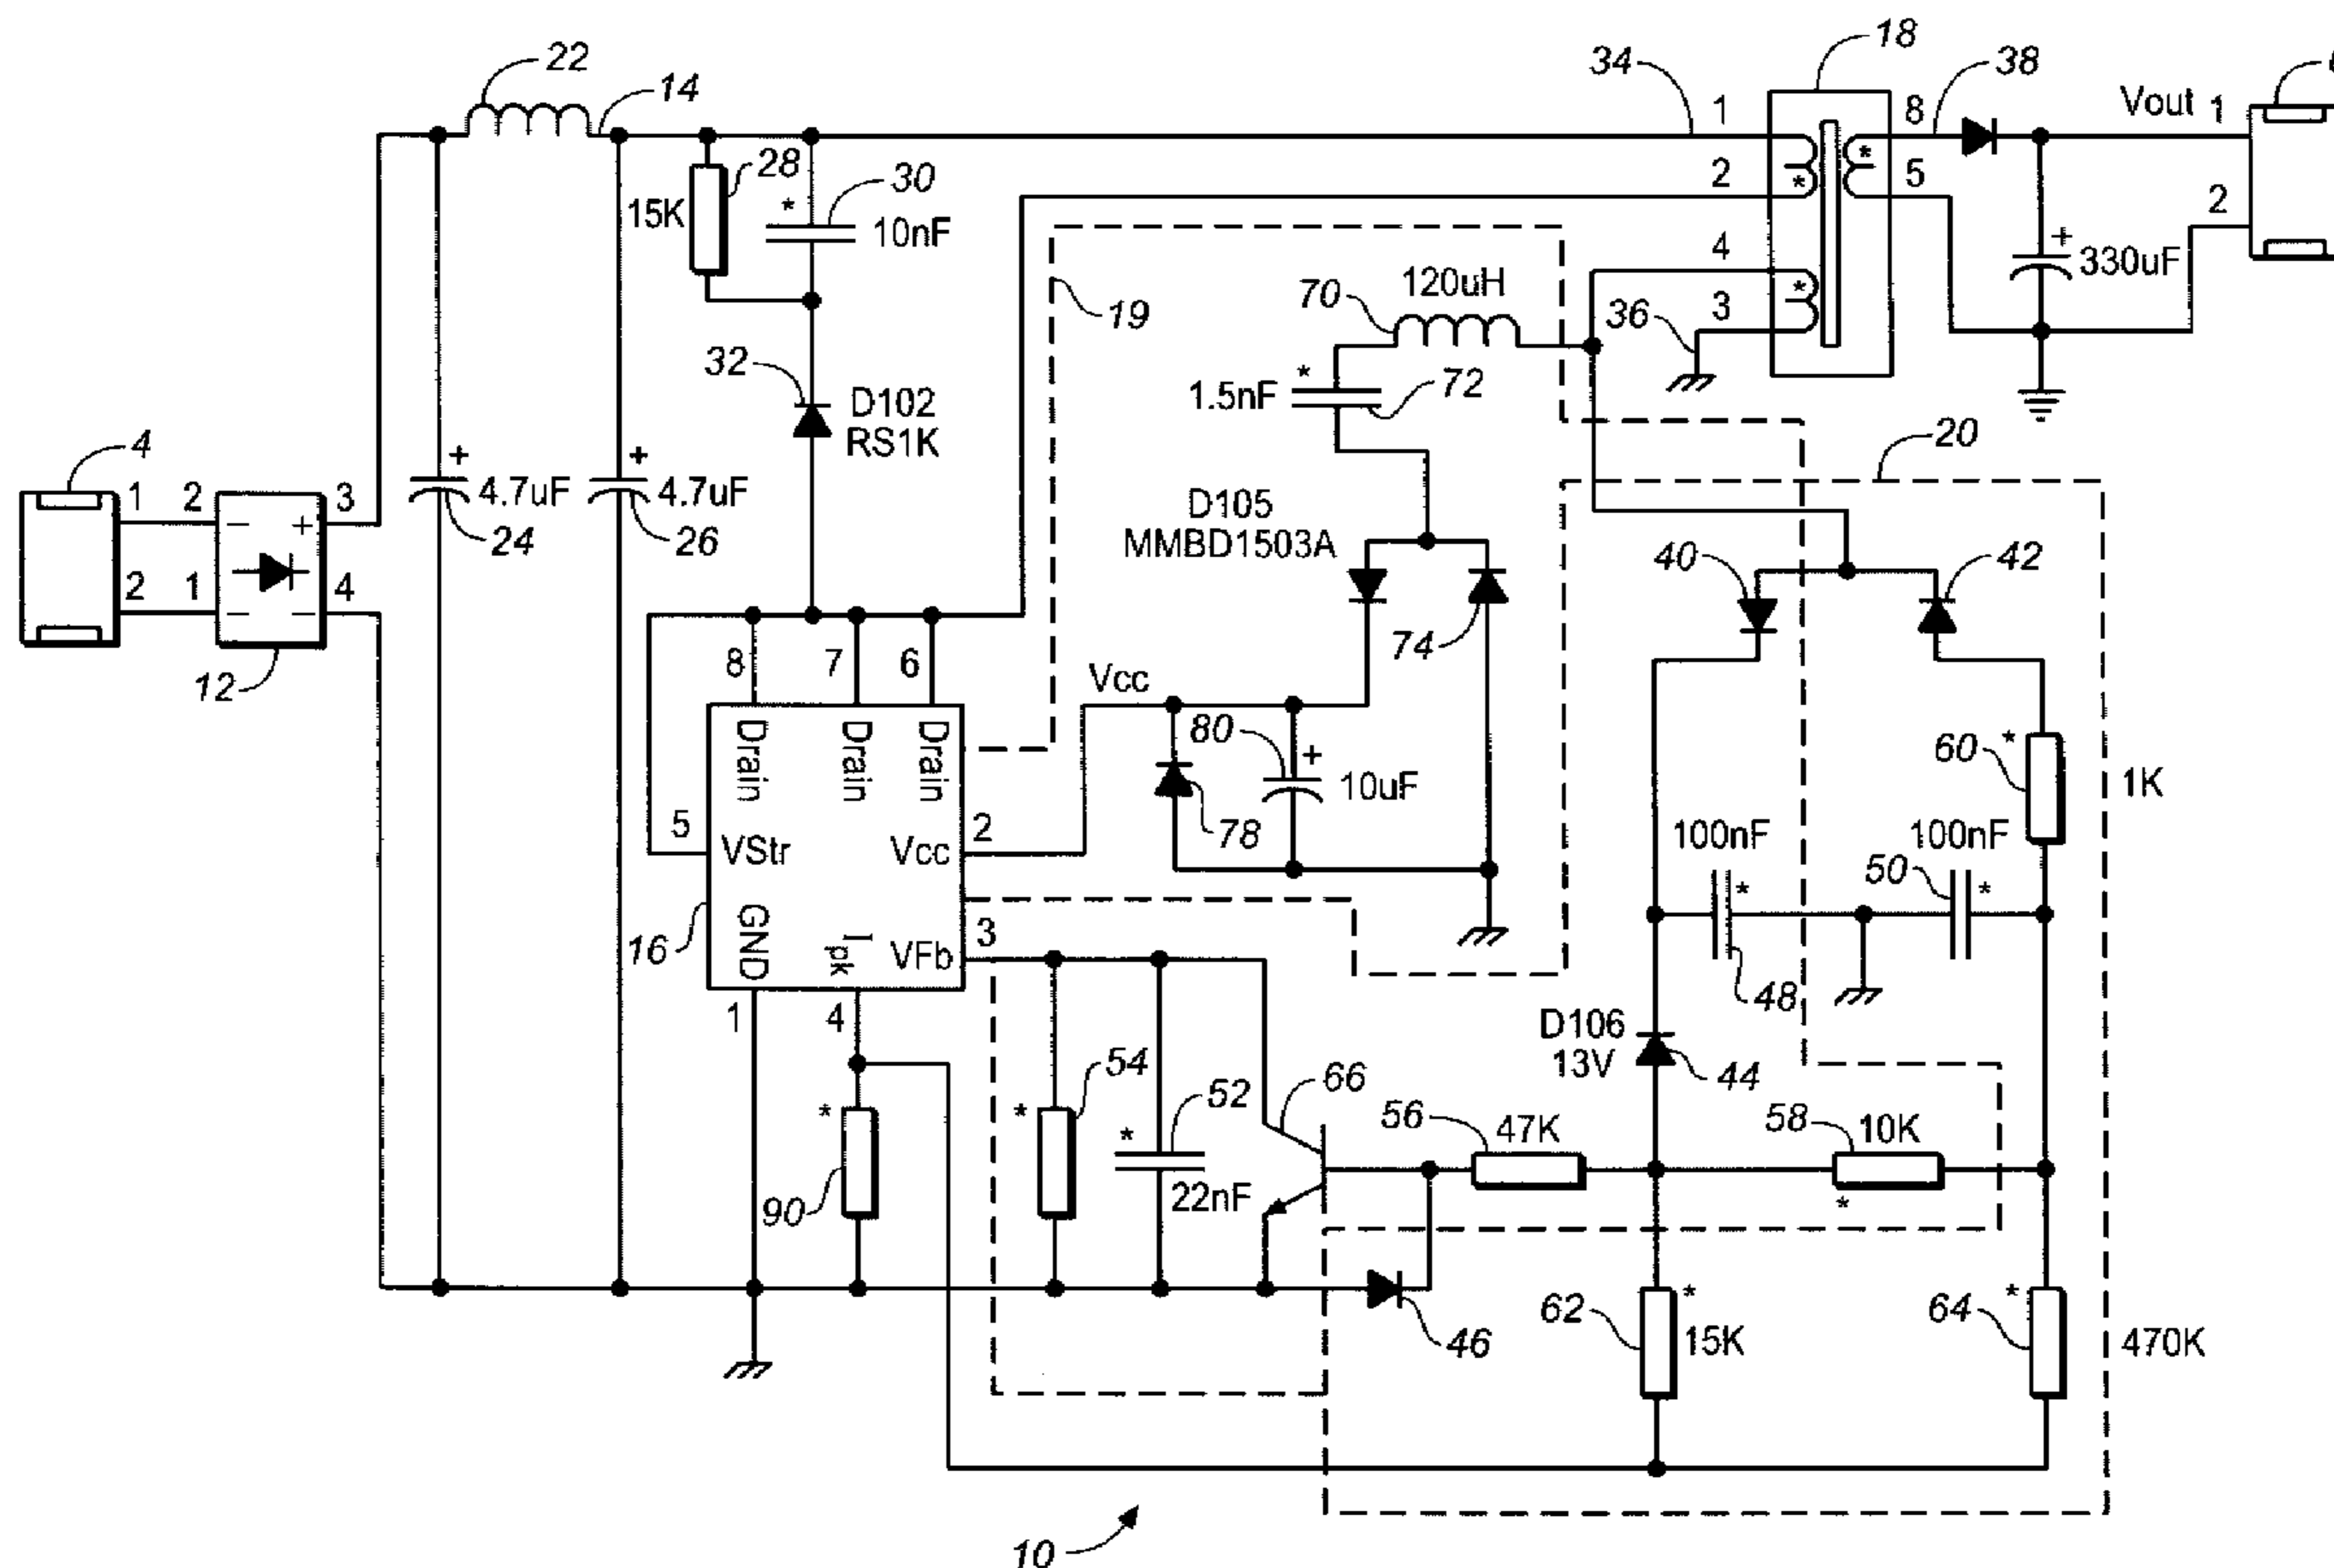 22
14
34
18
38
Vout 1
1
8
28
30
2
5
2
15K
*
10nF
*
*
4
+
330uF
120uH
19
70
3
*
36
32
*
72
D102
1.5nF
RS1K
4
20
+
+
1 2
3
4.7uF
4.7uF
D105
- +
24
26
MMBD1503A
40
42
2 1
4
- -
74
12
8
7
6
Vcc
80
*
60
+
1K
Drain
Drain
Drain
10uF
5
2
78
100nF
100nF
VStr
Vcc
50
*
*
GND
Ipk
VFb
3
16
48
1
4
D106
54
66
13V
44
*
*
52
56
47K
58
10K
*
90
22nF
*
*
*
62
64
46
15K
470K
10